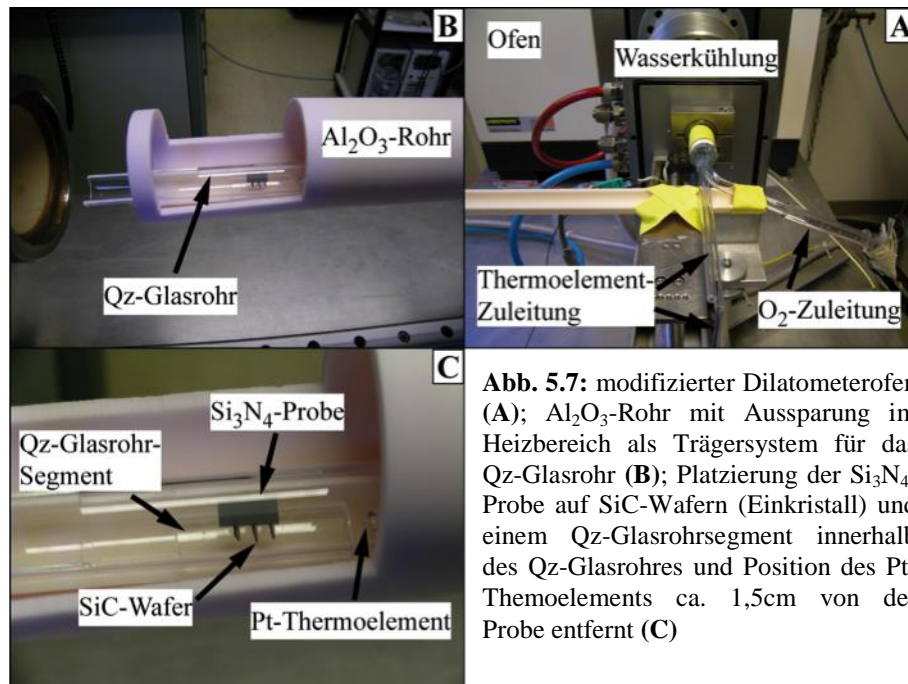 B
Al₂O₃-Rohr
Qz-Glasrohr
A
Ofen
Wasserkühlung
Thermoelement-
Zuleitung
O₂-Zuleitung
C
Si₃N₄-Probe
Qz-Glasrohr-
Segment
SiC-Wafer
Pt-Thermoelement
Abb. 5.7: modifizierter Dilatometerofen
(A); Al₂O₃-Rohr mit Aussparung im
Heizbereich als Trägersystem für da
Qz-Glasrohr (B); Platzierung der Si₃N₄
Probe auf SiC-Wafern (Einkristall) und
einem Qz-Glasrohrsegment innerhalb
des Qz-Glasrohres und Position des Pt
Themoelements ca. 1,5cm von de
Probe entfernt (C)